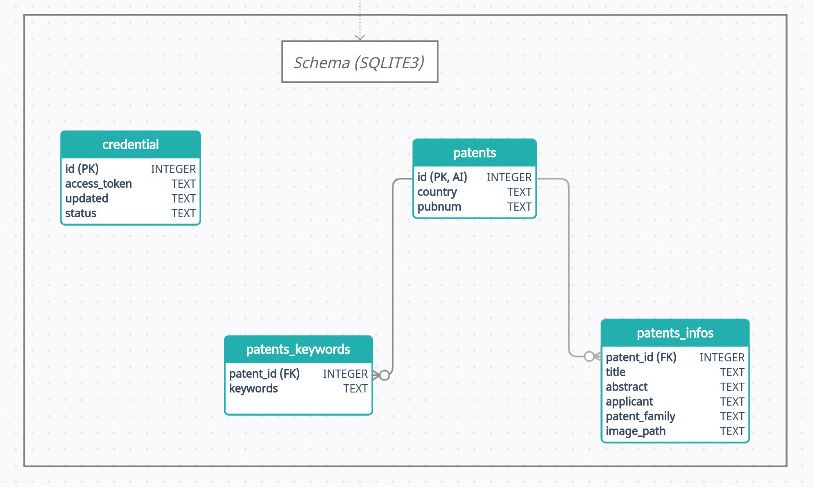 Schema (SQLITE3)
credential
id (PK) INTEGER
access_token TEXT
updated TEXT
status TEXT
patents
id (PK, AI) INTEGER
country TEXT
pubnum TEXT
patents_keywords
patent_id (FK) INTEGER
keywords TEXT
patents_infos
patent_id (FK) INTEGER
title TEXT
abstract TEXT
applicant TEXT
patent_family TEXT
image_path TEXT